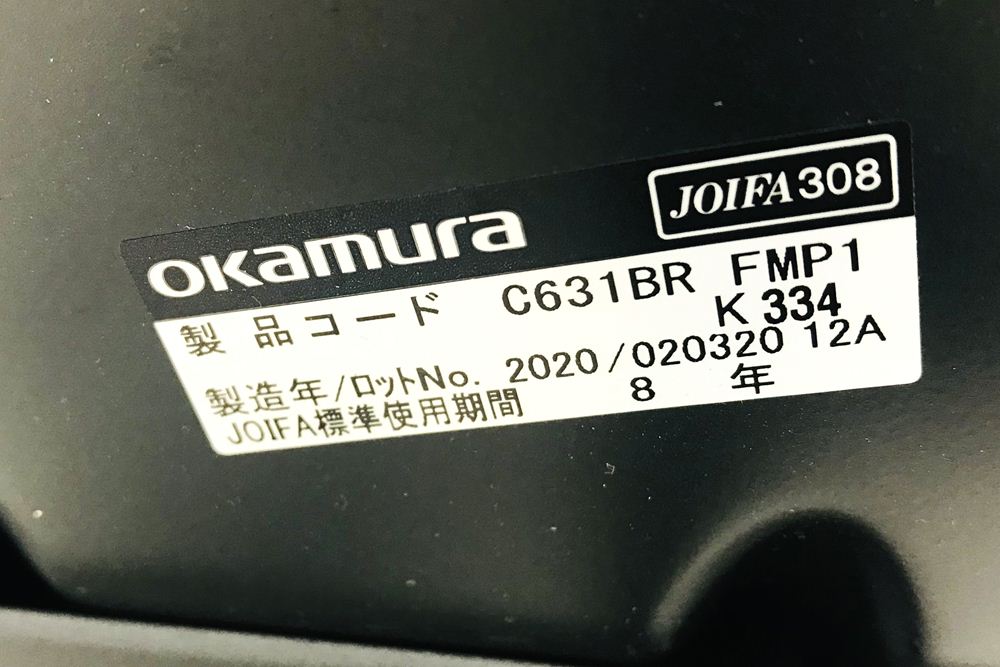 okamura
JOIFA308
製品コード C631BR FMP1
K 334
製造年/ロットNo. 2020/020320 12A
JOIFA標準使用期間 8 年